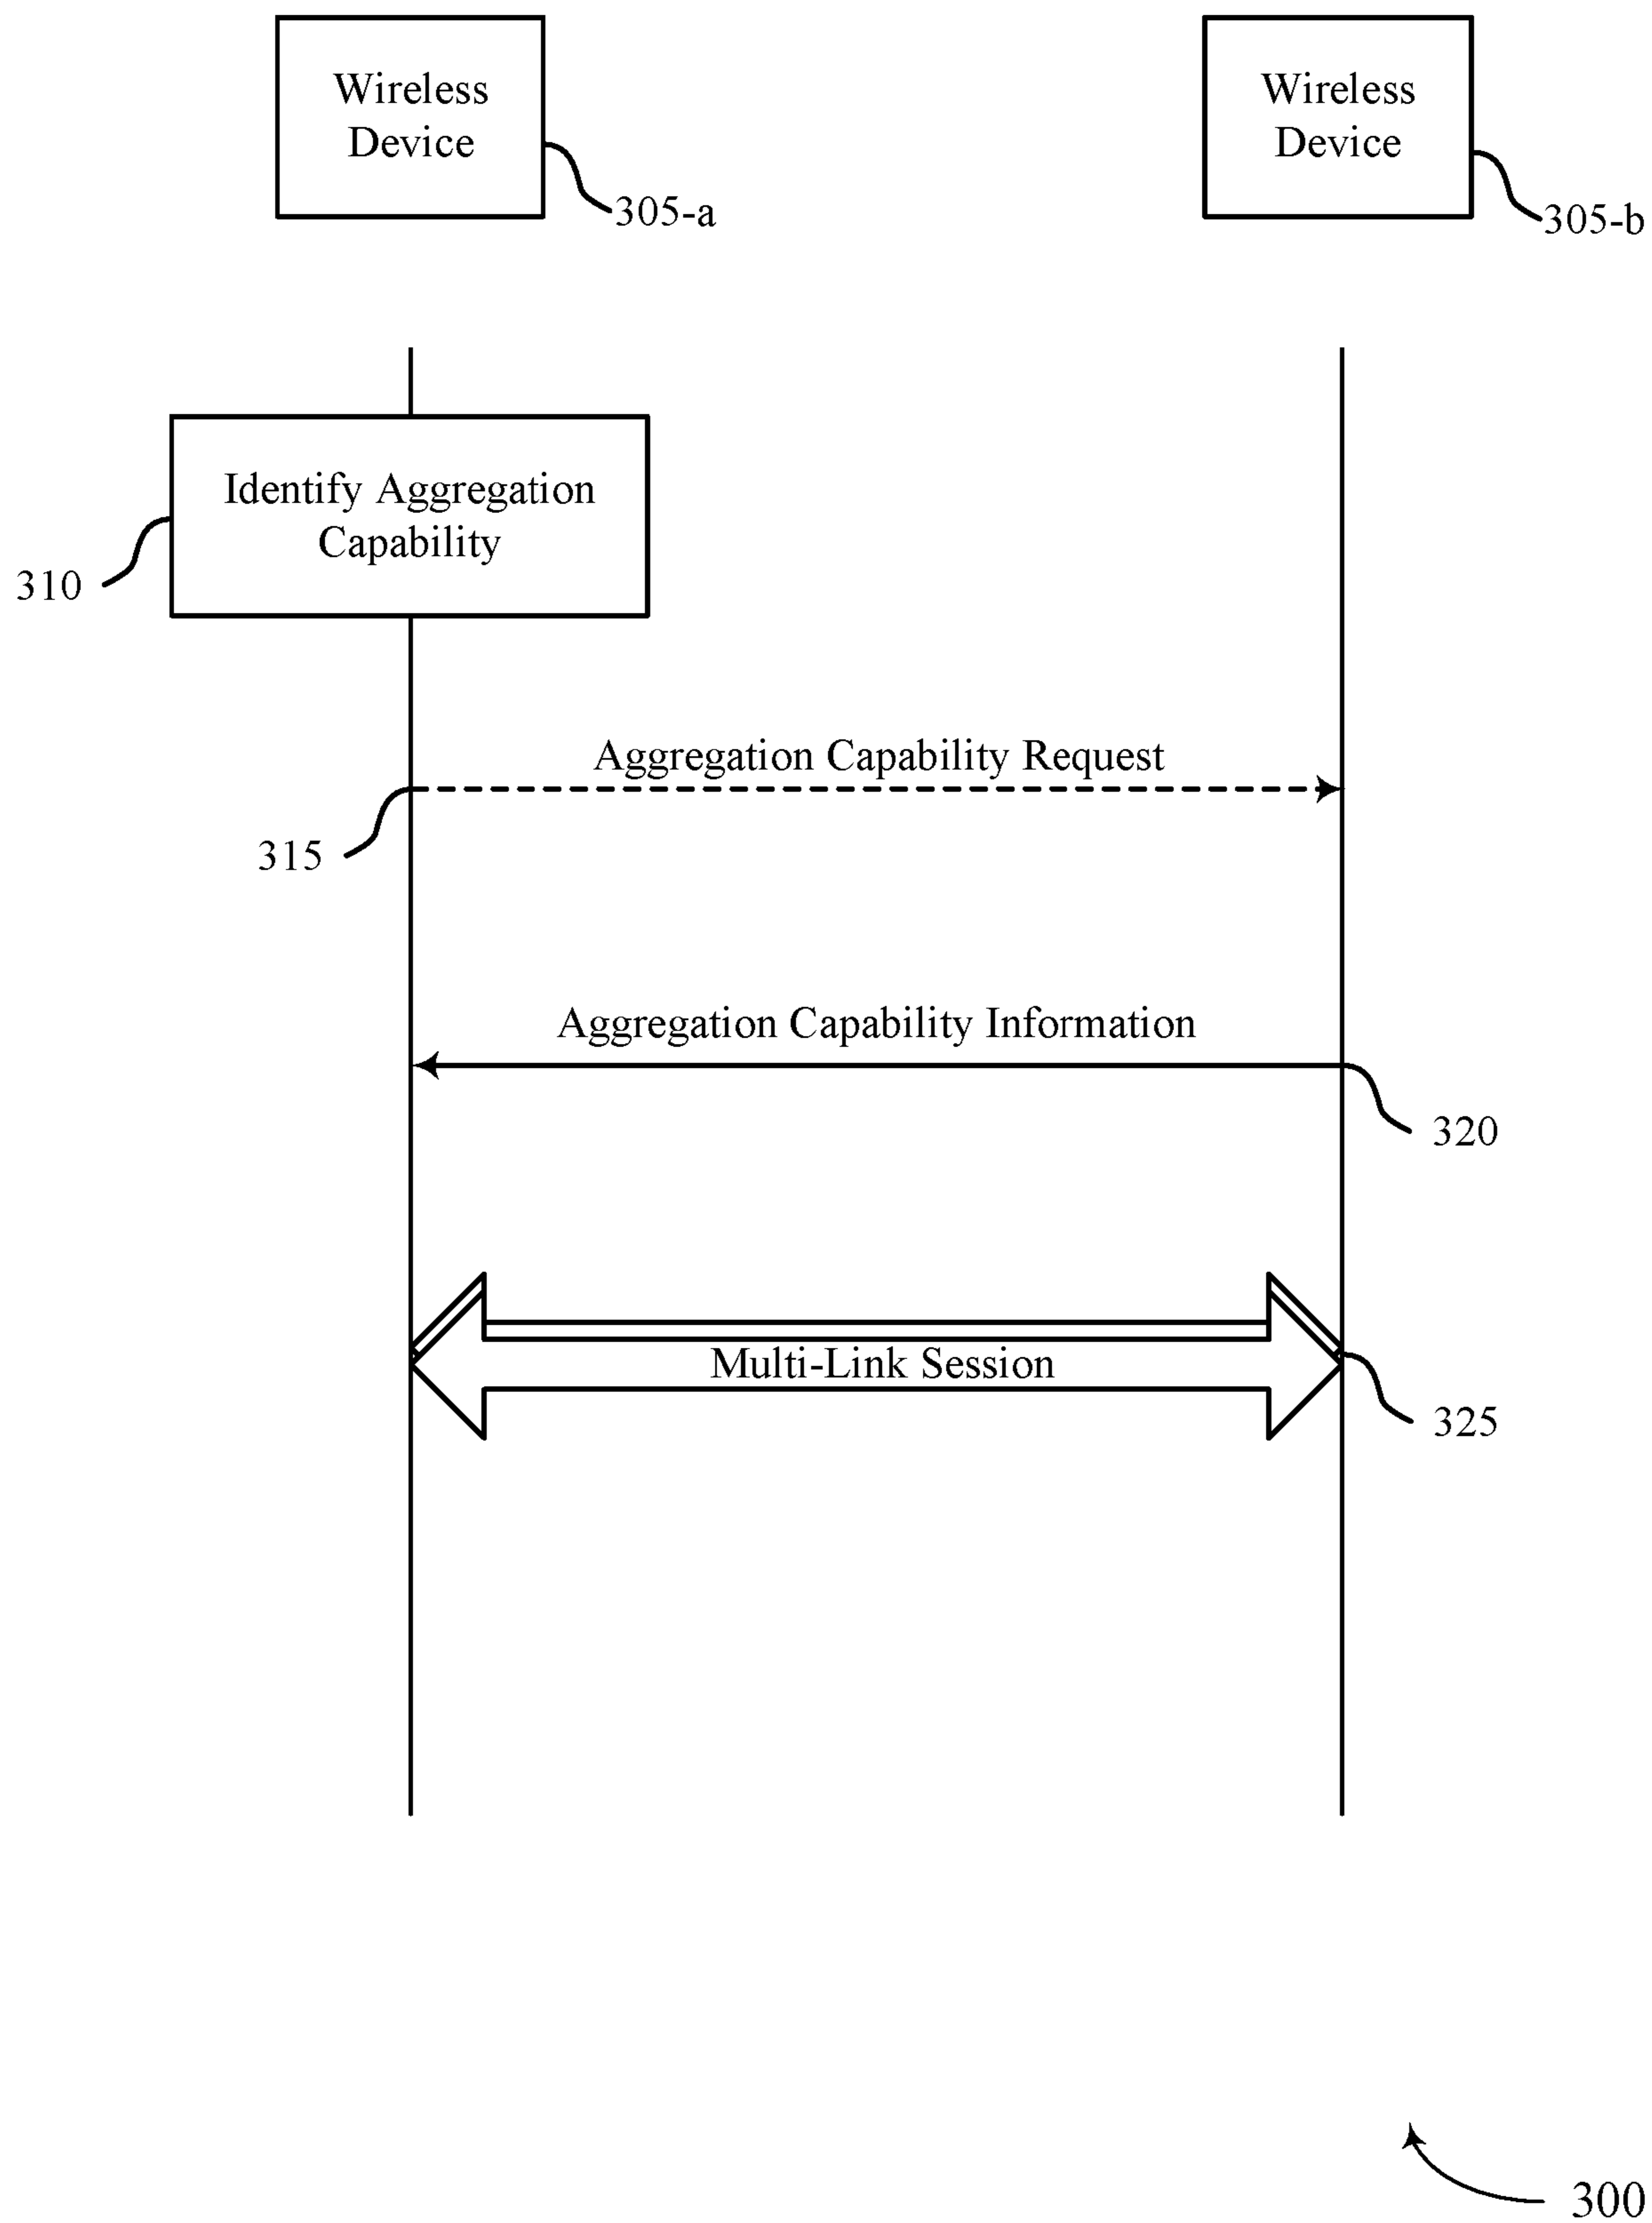 Wireless
Device
305-a
Wireless
Device
305-b
Identify Aggregation
Capability
310
Aggregation Capability Request
315
Aggregation Capability Information
320
Multi-Link Session
325
300